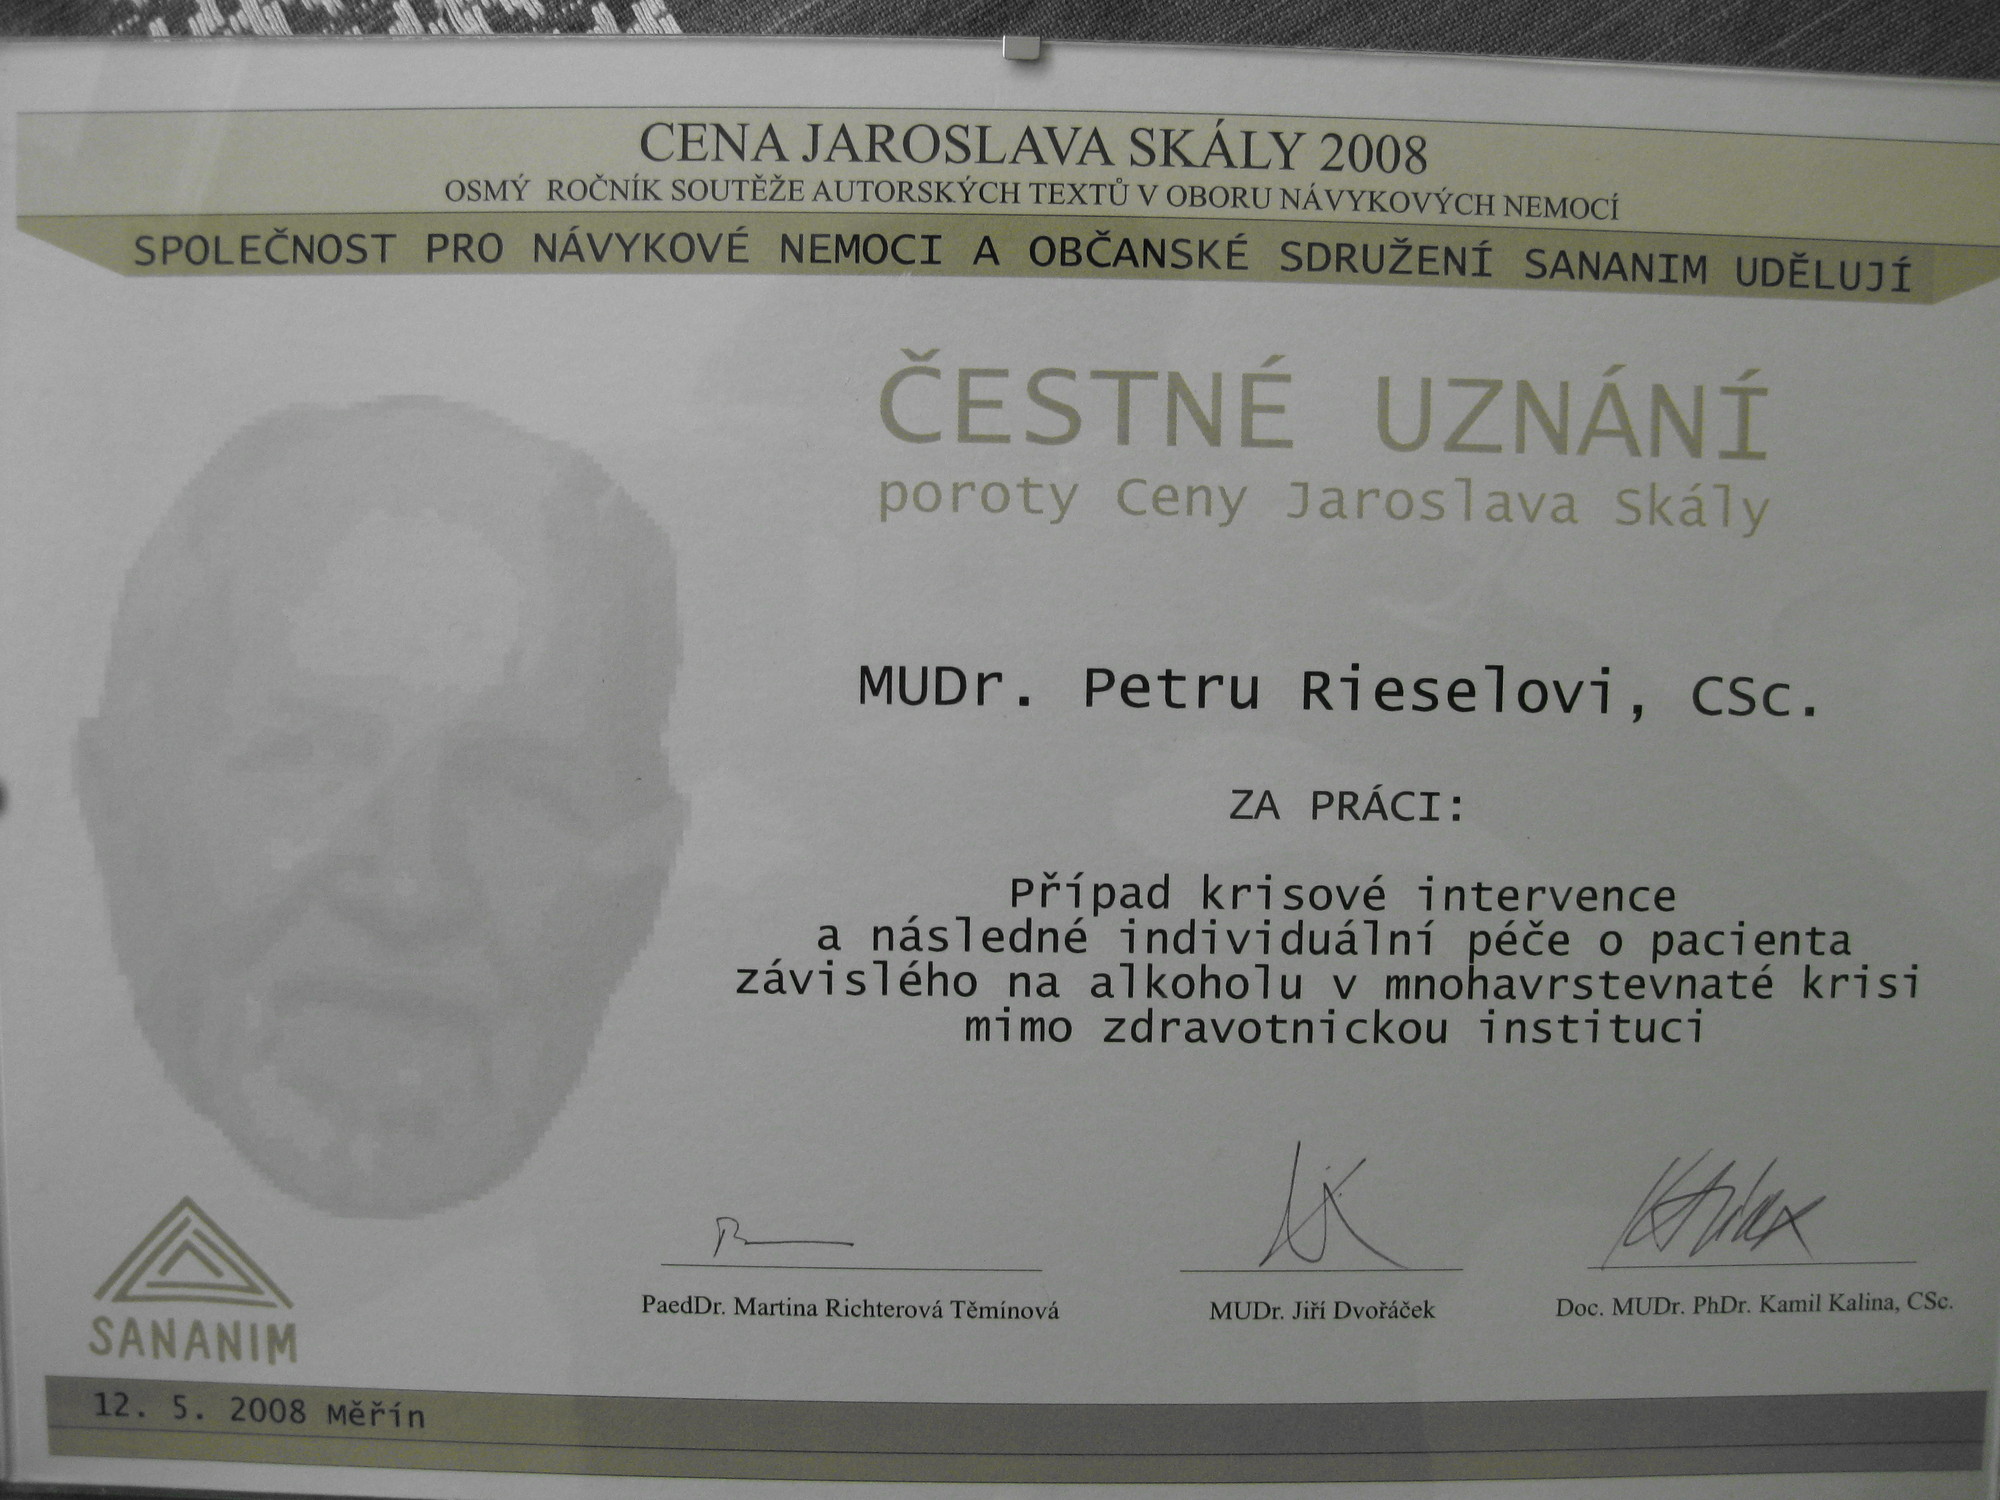 CENA JAROSLAVA SKÁLY 2008
OSMÝ ROČNÍK SOUTĚŽE AUTORSKÝCH TEXTŮ V OBORU NÁVYKOVÝCH NEMOCÍ
SPOLEČNOST PRO NÁVYKOVÉ NEMOCI A OBČANSKÉ SDRUŽENÍ SANANIM UDĚLUJÍ
ČESTNÉ UZNÁNÍ
poroty Ceny Jaroslava Skály
MUDr. Petru Rieselovi, CSc.
ZA PRÁCI:
Případ krisové intervence
a následné individuální péče o pacienta
závislého na alkoholu v mnohavrstevnaté krisi
mimo zdravotnickou instituci
PaedDr. Martina Richterová Těmínová
MUDr. Jiří Dvořáček
Doc. MUDr. PhDr. Kamil Kalina, CSc.
SANANIM
12. 5. 2008 Měřín